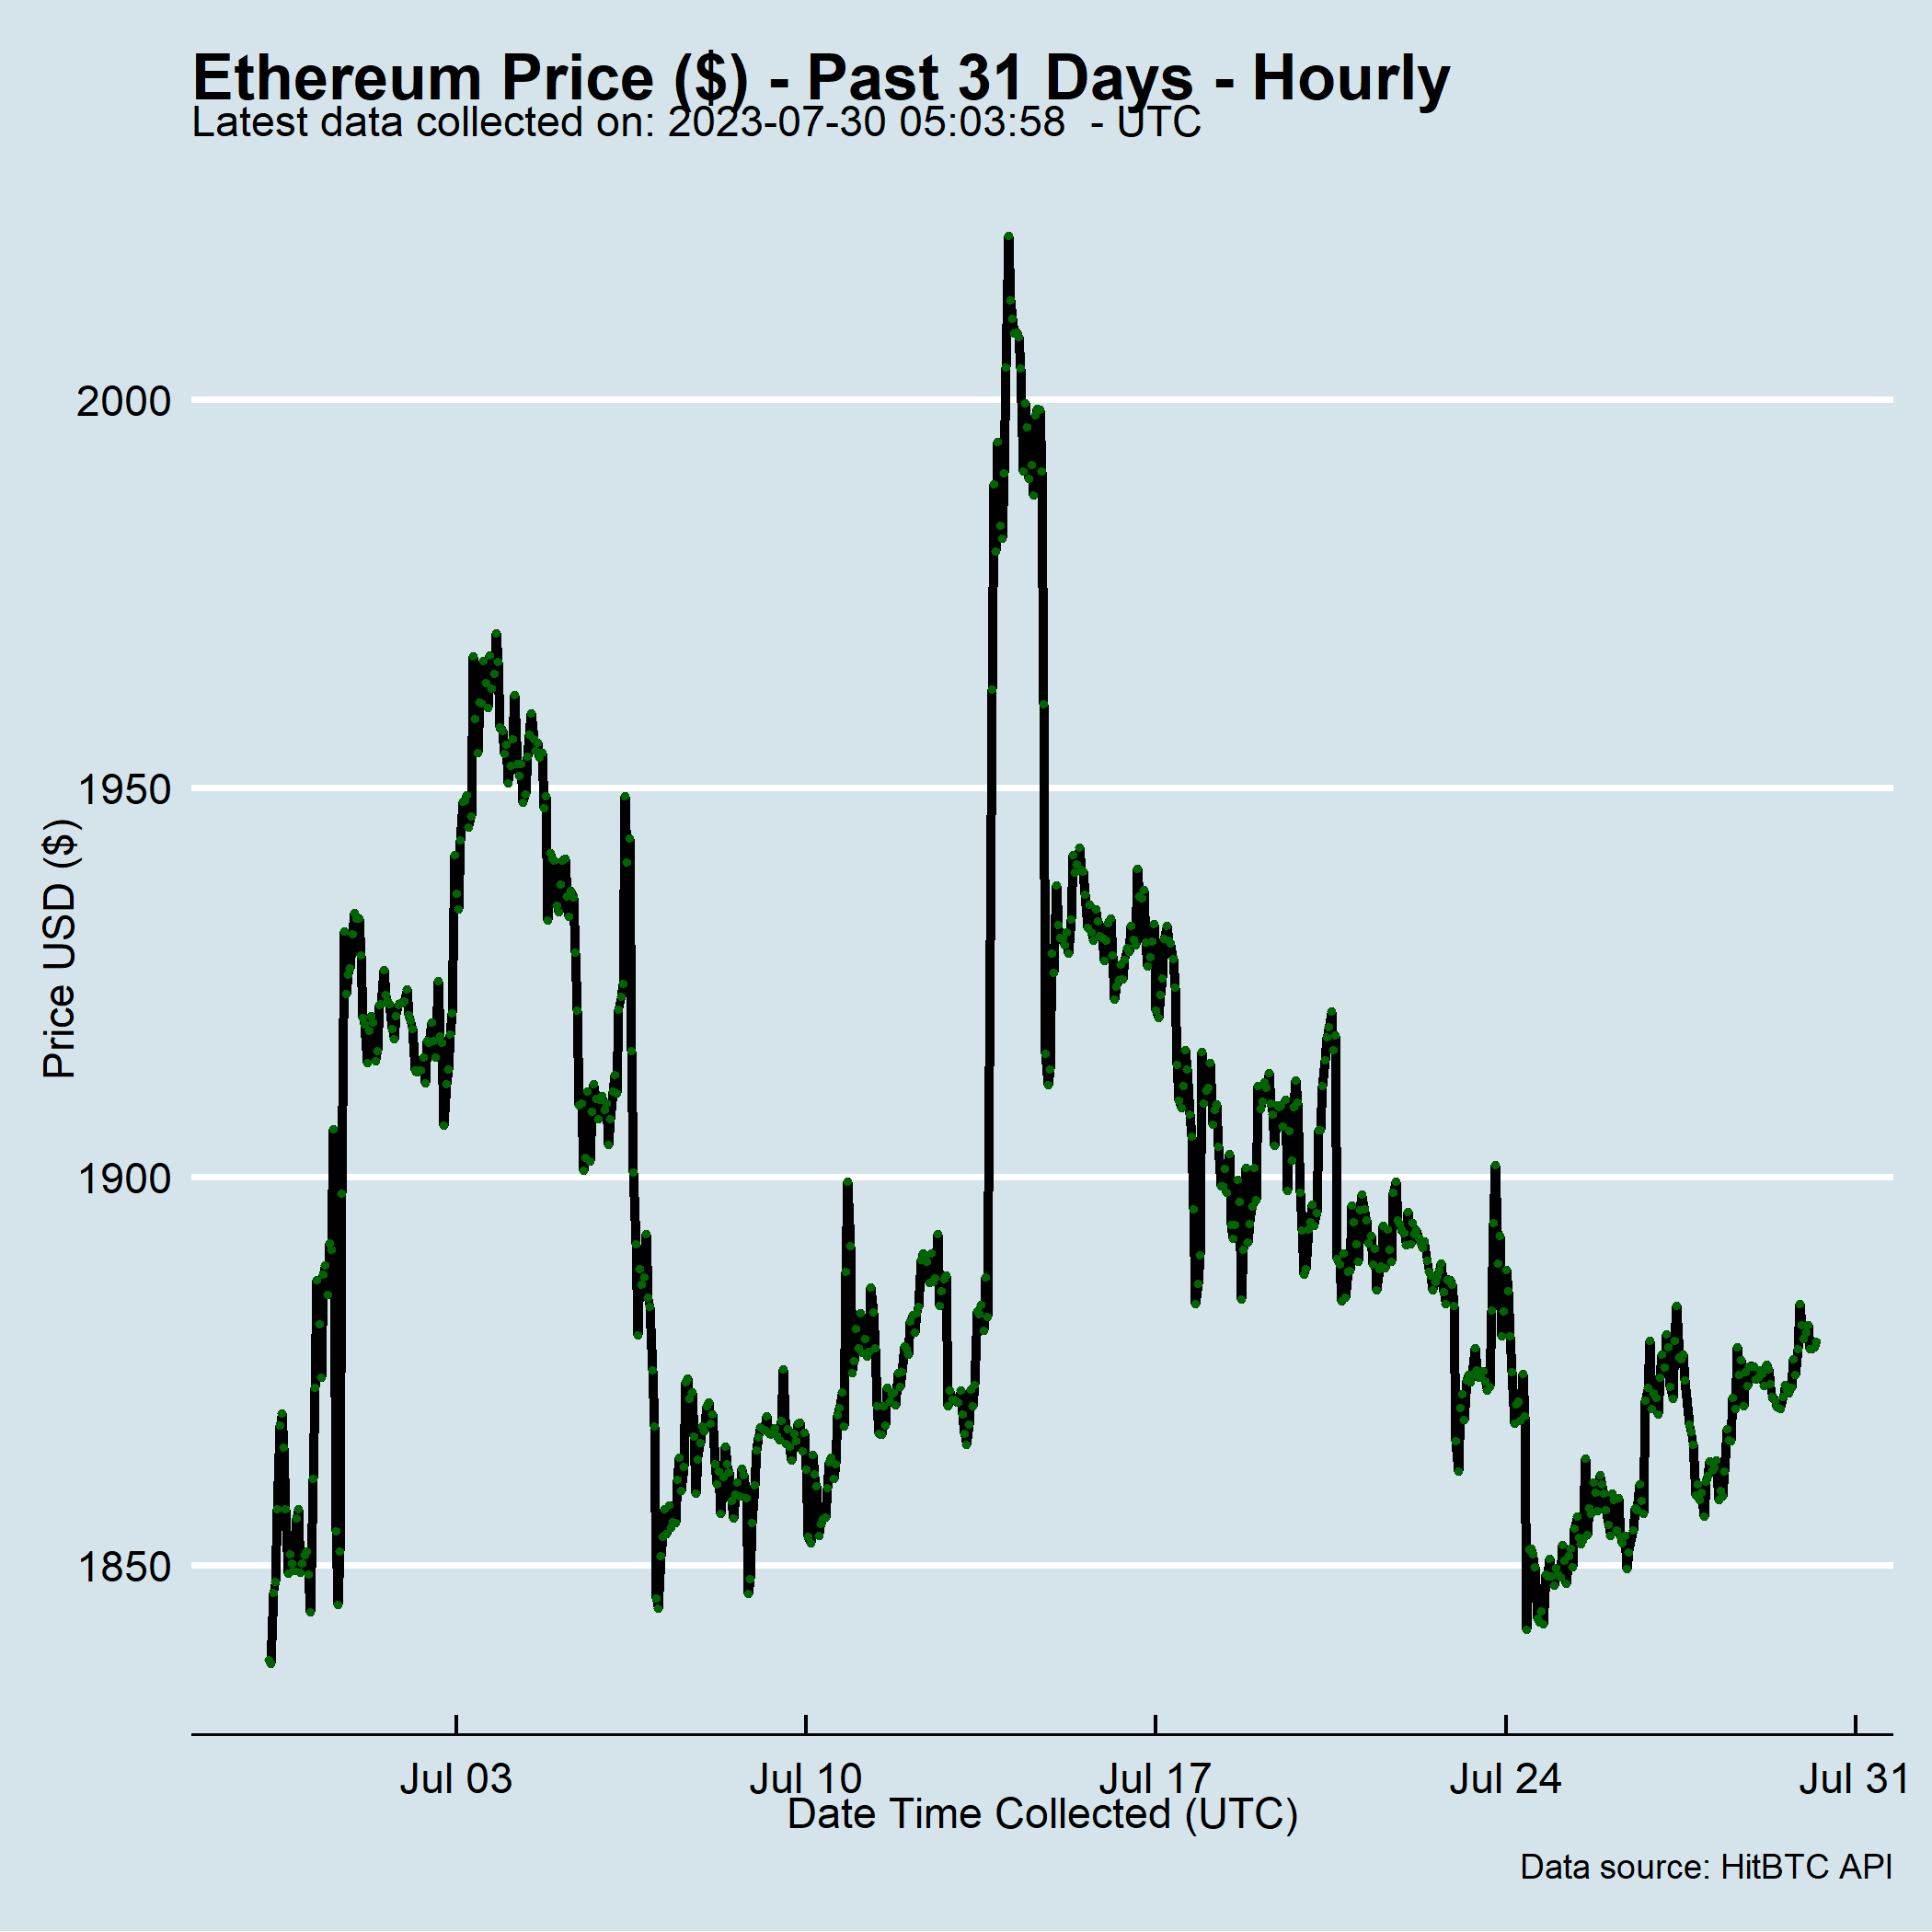 Ethereum Price ($) - Past 31 Days - Hourly
Latest data collected on: 2023-07-30 05:03:58  - UTC
2000
1950
1900
1850
Price USD ($)
Jul 03
Jul 10
Jul 17
Jul 24
Jul 31
Date Time Collected (UTC)
Data source: HitBTC API